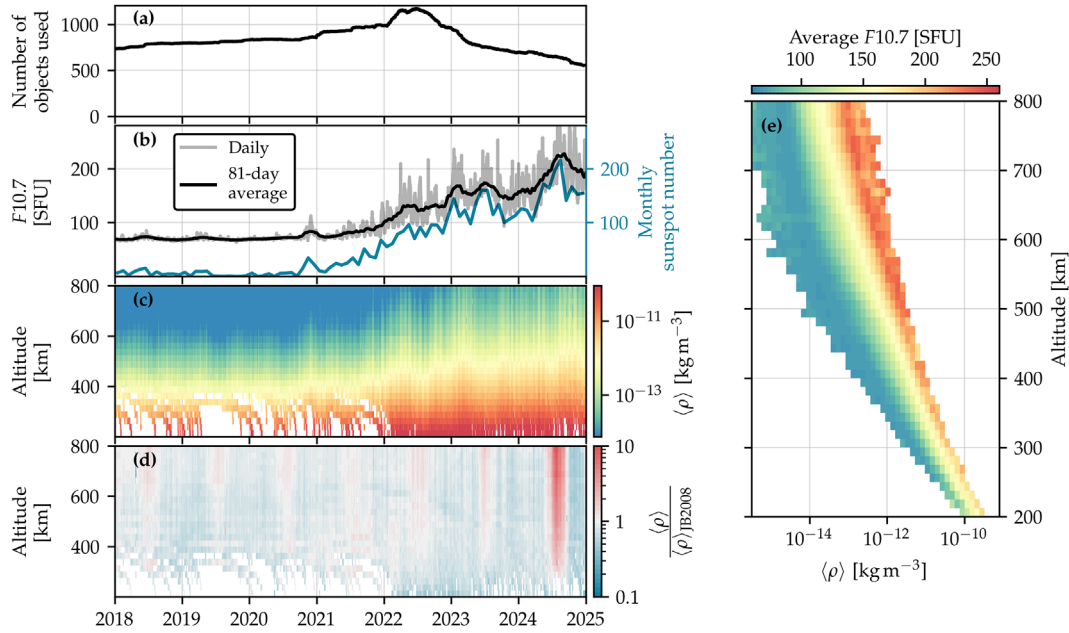 (a)
Number of
objects used
1000
500
0
(b)
Daily
81-day
average
F10.7
[SFU]
200
100
200
100
Monthly
sunspot number
(c)
Altitude
[km]
800
600
400
10⁻¹¹
10⁻¹³
⟨ρ⟩ [kg m⁻³]
(d)
Altitude
[km]
800
600
400
10
1
0.1
⟨ρ⟩
⟨ρ⟩JB2008
2018 2019 2020 2021 2022 2023 2024 2025
Average F10.7 [SFU]
100 150 200 250
(e)
800
700
600
500
400
300
200
Altitude [km]
10⁻¹⁴ 10⁻¹² 10⁻¹⁰
⟨ρ⟩ [kg m⁻³]